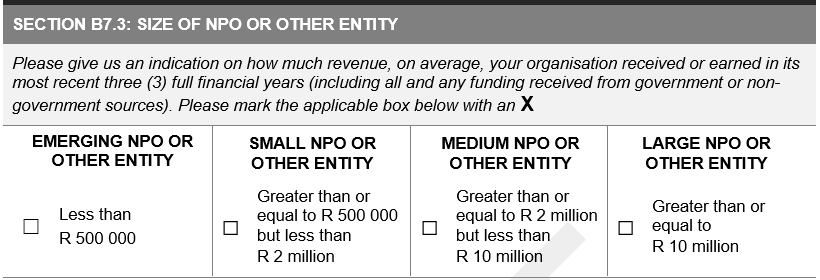 SECTION B7.3: SIZE OF NPO OR OTHER ENTITY
Please give us an indication on how much revenue, on average, your organisation received or earned in its
most recent three (3) full financial years (including all and any funding received from government or non-
government sources). Please mark the applicable box below with an X
EMERGING NPO OR
OTHER ENTITY
Less than
R 500 000
SMALL NPO OR
OTHER ENTITY
Greater than or
equal to R 500 000
but less than
R 2 million
MEDIUM NPO OR
OTHER ENTITY
Greater than or
equal to R 2 million
but less than
R 10 million
LARGE NPO OR
OTHER ENTITY
Greater than or
equal to
R 10 million